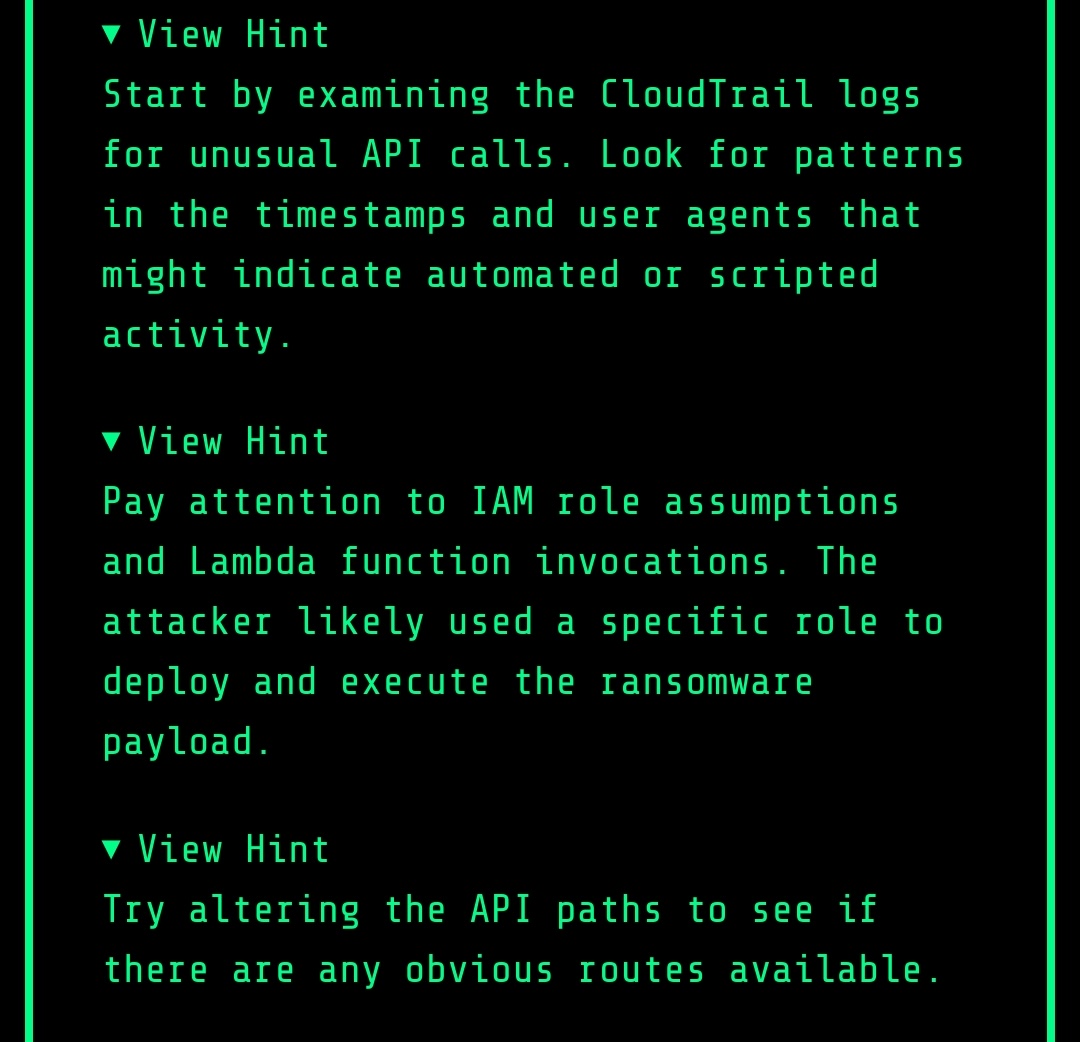 ▼ View Hint
Start by examining the CloudTrail logs
for unusual API calls. Look for patterns
in the timestamps and user agents that
might indicate automated or scripted
activity.
▼ View Hint
Pay attention to IAM role assumptions
and Lambda function invocations. The
attacker likely used a specific role to
deploy and execute the ransomware
payload.
▼ View Hint
Try altering the API paths to see if
there are any obvious routes available.